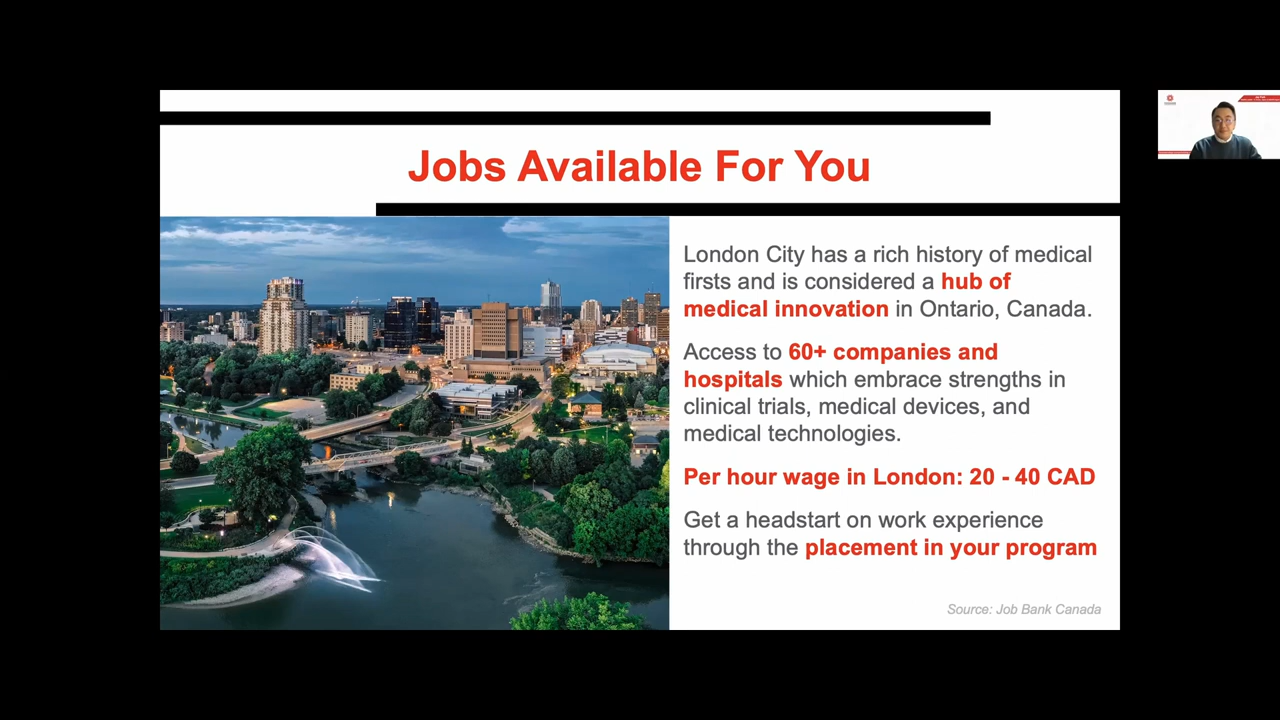 Jobs Available For You
London City has a rich history of medical
firsts and is considered a hub of
medical innovation in Ontario, Canada.
Access to 60+ companies and
hospitals which embrace strengths in
clinical trials, medical devices, and
medical technologies.
Per hour wage in London: 20 - 40 CAD
Get a headstart on work experience
through the placement in your program
Source: Job Bank Canada